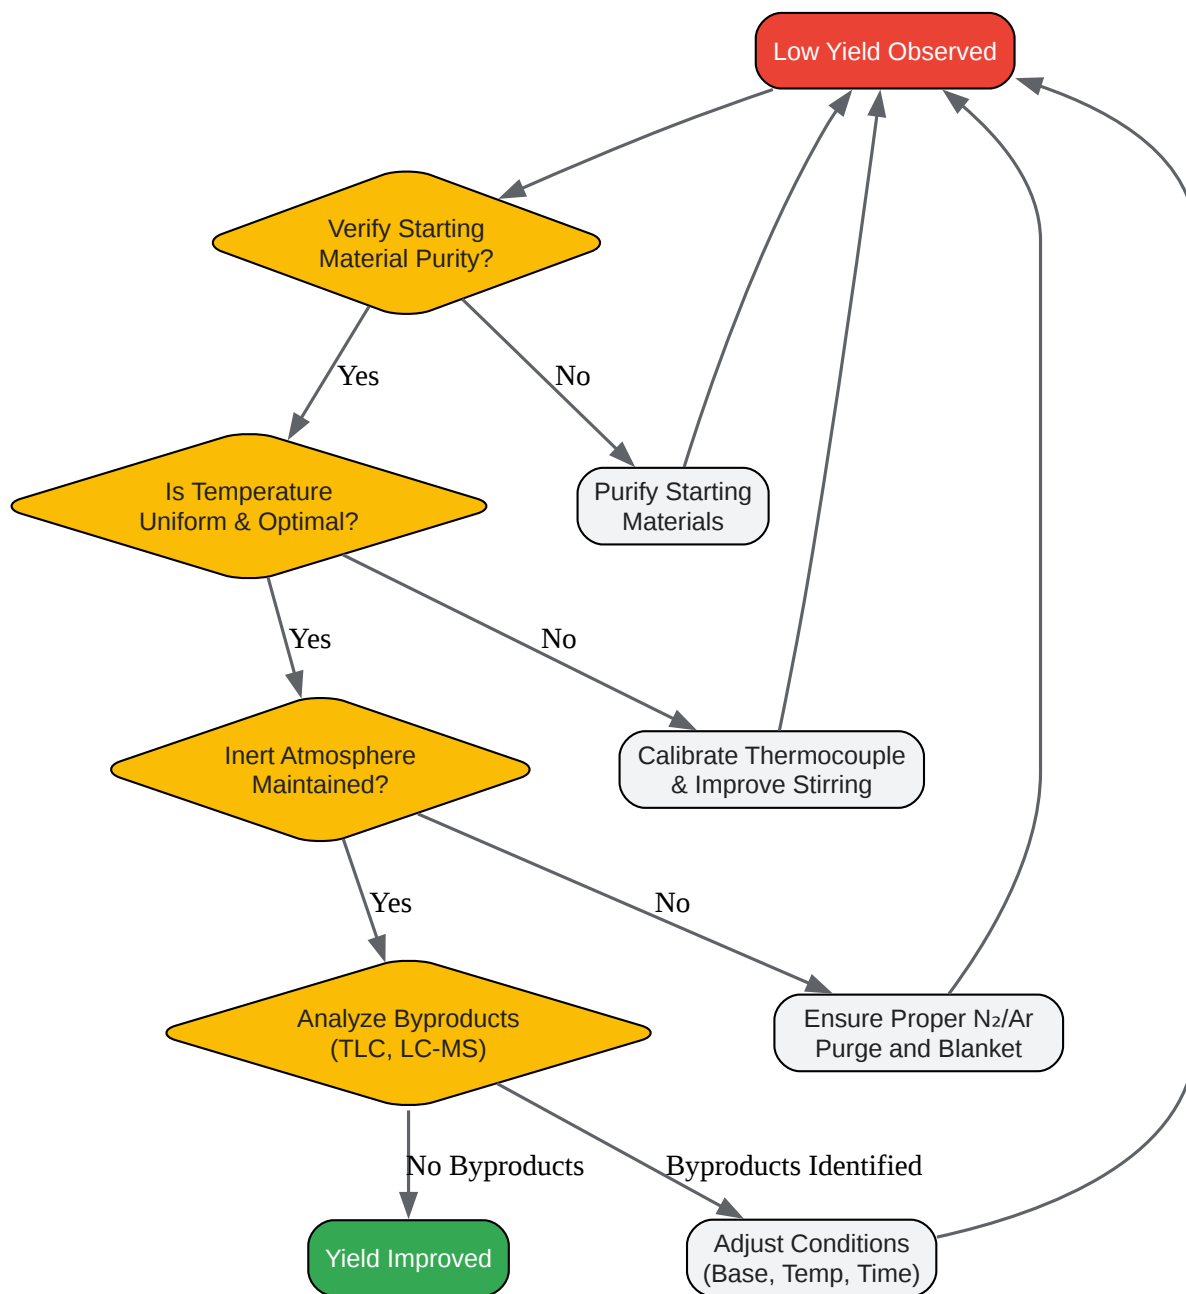 Low Yield Observed
Verify Starting
Material Purity?
Yes
No
Is Temperature
Uniform & Optimal?
Purify Starting
Materials
Yes
No
Inert Atmosphere
Maintained?
Calibrate Thermocouple
& Improve Stirring
Yes
No
Analyze Byproducts
(TLC, LC-MS)
Ensure Proper N₂/Ar
Purge and Blanket
No Byproducts
Byproducts Identified
Yield Improved
Adjust Conditions
(Base, Temp, Time)